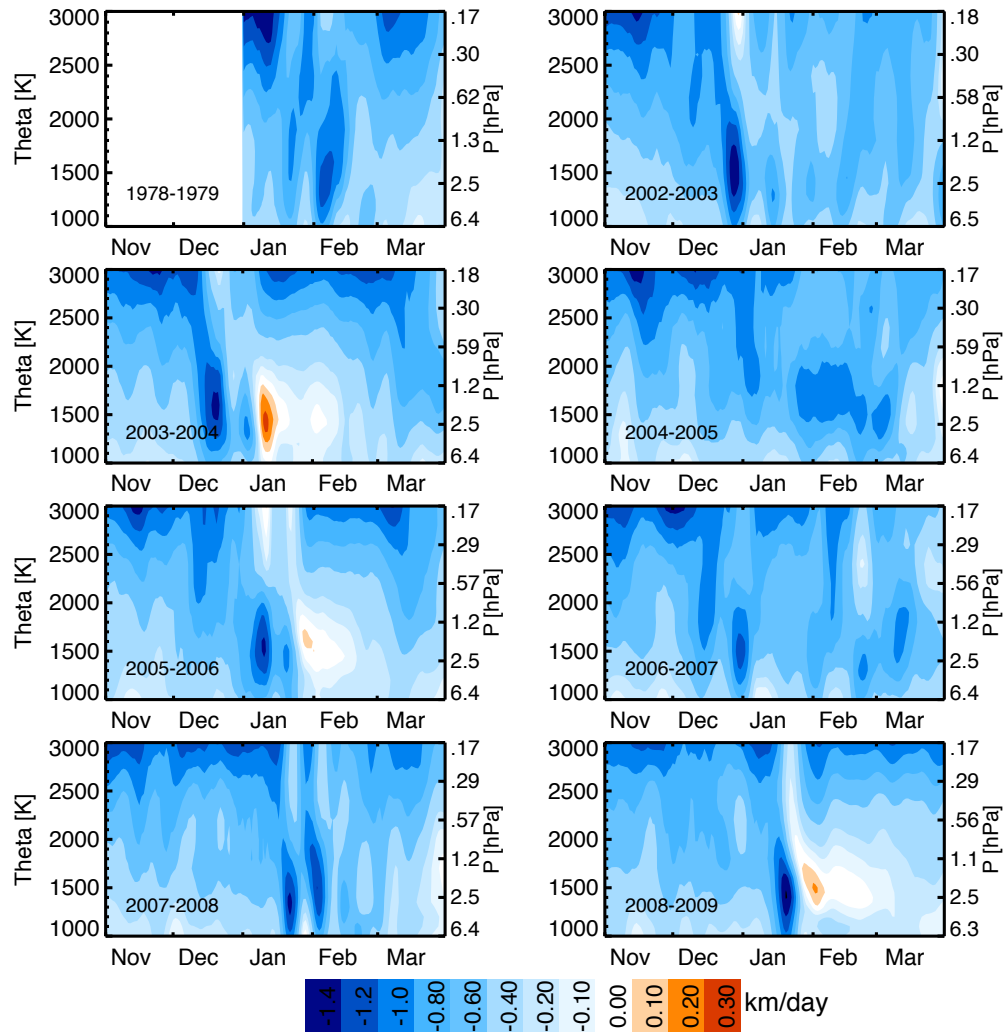 3000 .18 3000 .18
2500 .30 2500 .30
2000 .62 2000 .58
Theta [K] 1.3 P [hPa] 1.2 P [hPa]
1500 2.5 1500 2.5
1978-1979 2002-2003
1000 6.4 1000 6.5
Nov Dec Jan Feb Mar Nov Dec Jan Feb Mar
3000 .18 3000 .17
2500 .30 2500 .30
2000 .59 2000 .59
Theta [K] 1.2 P [hPa] 1.2 P [hPa]
1500 2.5 1500 2.5
2003-2004 2004-2005
1000 6.4 1000 6.4
Nov Dec Jan Feb Mar Nov Dec Jan Feb Mar
3000 .17 3000 .17
2500 .29 2500 .29
2000 .57 2000 .56
Theta [K] 1.2 P [hPa] 1.2 P [hPa]
1500 2.5 1500 2.5
2005-2006 2006-2007
1000 6.4 1000 6.4
Nov Dec Jan Feb Mar Nov Dec Jan Feb Mar
3000 .17 3000 .17
2500 .29 2500 .29
2000 .57 2000 .56
Theta [K] 1.2 P [hPa] 1.1 P [hPa]
1500 2.5 1500 2.5
2007-2008 2008-2009
1000 6.4 1000 6.3
Nov Dec Jan Feb Mar Nov Dec Jan Feb Mar
-1.4 -1.2 -1.0 -0.80 -0.60 -0.40 -0.20 -0.10 0.00 0.10 0.20 0.30 km/day